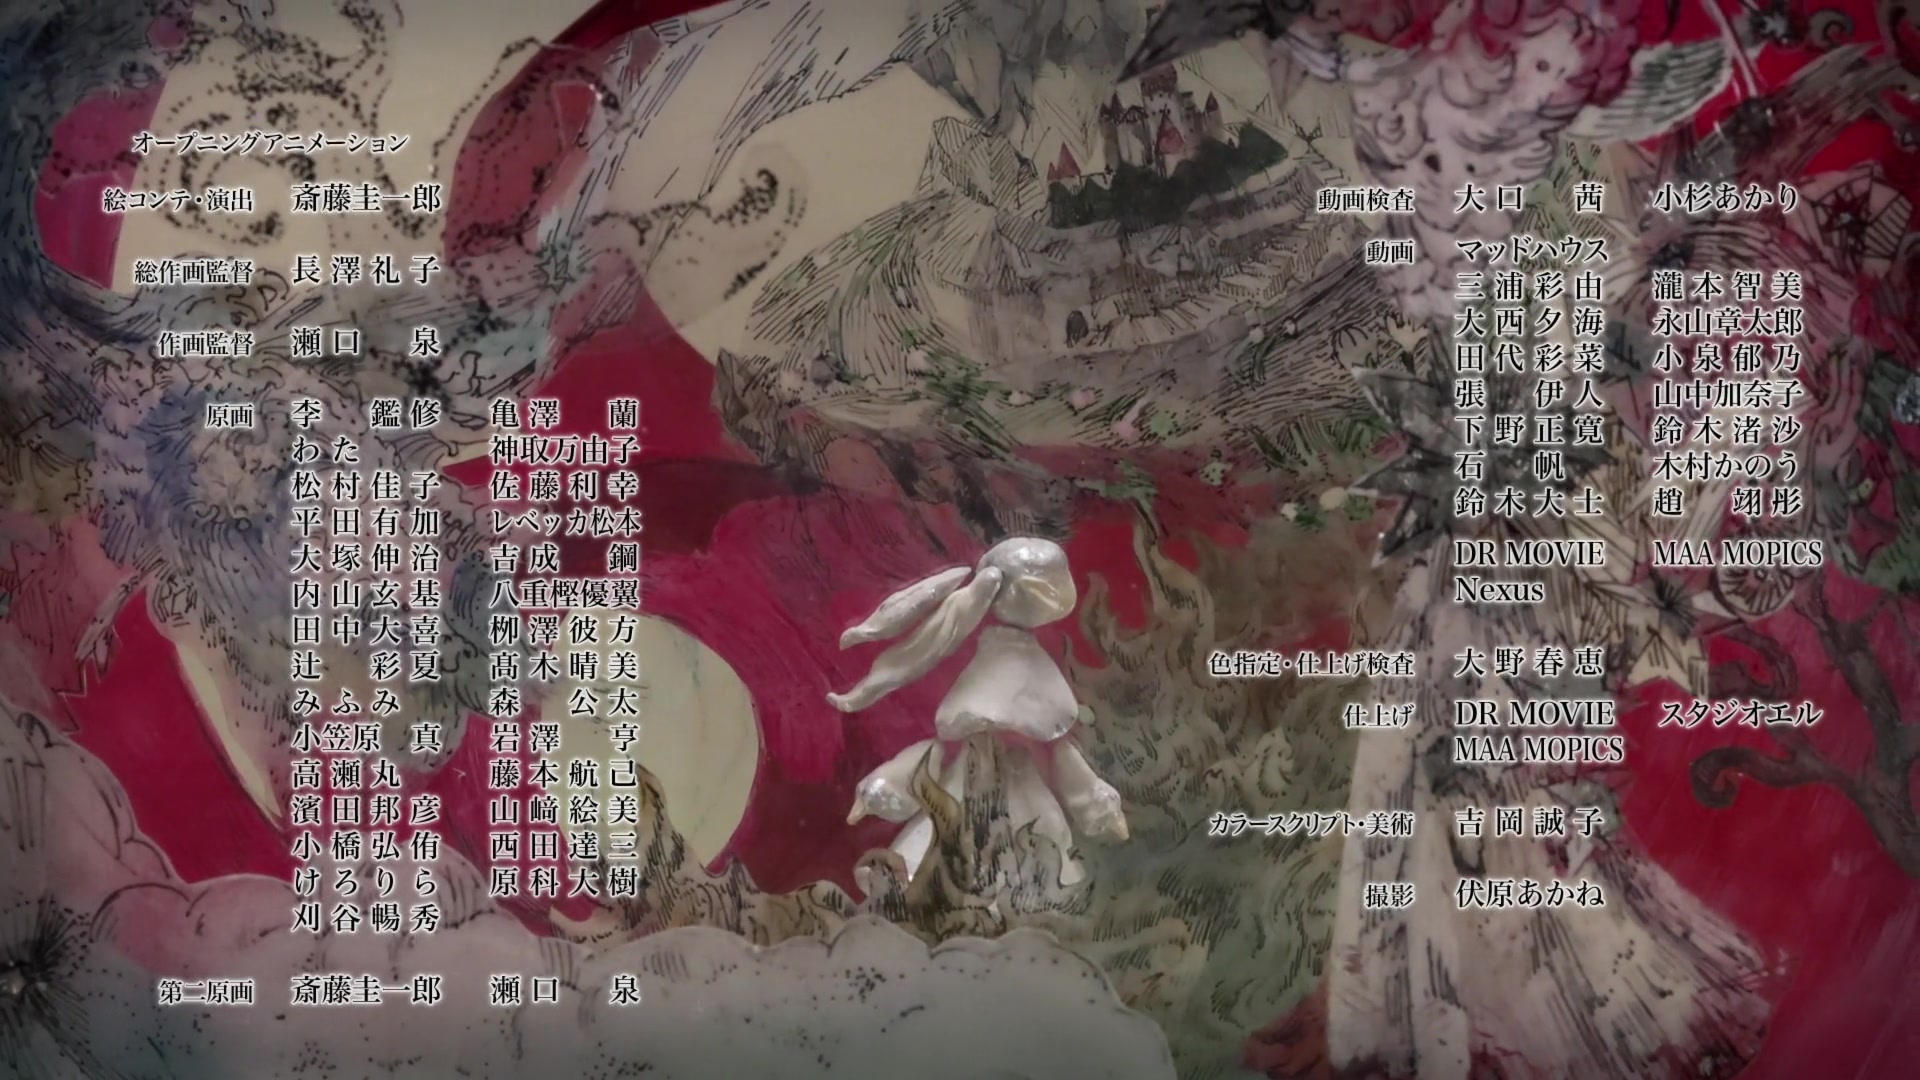 オープニングアニメーション
絵コンテ・演出 斎藤圭一郎
総作画監督 長澤礼子
作画監督 瀬口 泉
原画 李 鑑修 亀澤 蘭
わた 神取万由子
松村佳子 佐藤利幸
平田有加 レベッカ松本
大塚伸治 吉成 鋼
内山玄基 八重樫優翼
田中大喜 柳澤彼方
辻 彩夏 髙木晴美
みふみ 森 公太
小笠原 真 岩澤 亨
高瀬丸 藤本航己
濱田邦彦 山﨑絵美
小橋弘侑 西田達三
けろりら 原科大樹
刈谷暢秀
第二原画 斎藤圭一郎 瀬口 泉
動画検査 大口 茜 小杉あかり
動画 マッドハウス
三浦彩由 瀧本智美
大西夕海 永山章太郎
田代彩菜 小泉郁乃
張 伊人 山中加奈子
下野正寛 鈴木渚沙
石 帆 木村かのう
鈴木大士 趙 翊彤
DR MOVIE MAA MOPICS
Nexus
色指定・仕上げ検査 大野春恵
仕上げ DR MOVIE スタジオエル
MAA MOPICS
カラースクリプト・美術 吉岡誠子
撮影 伏原あかね